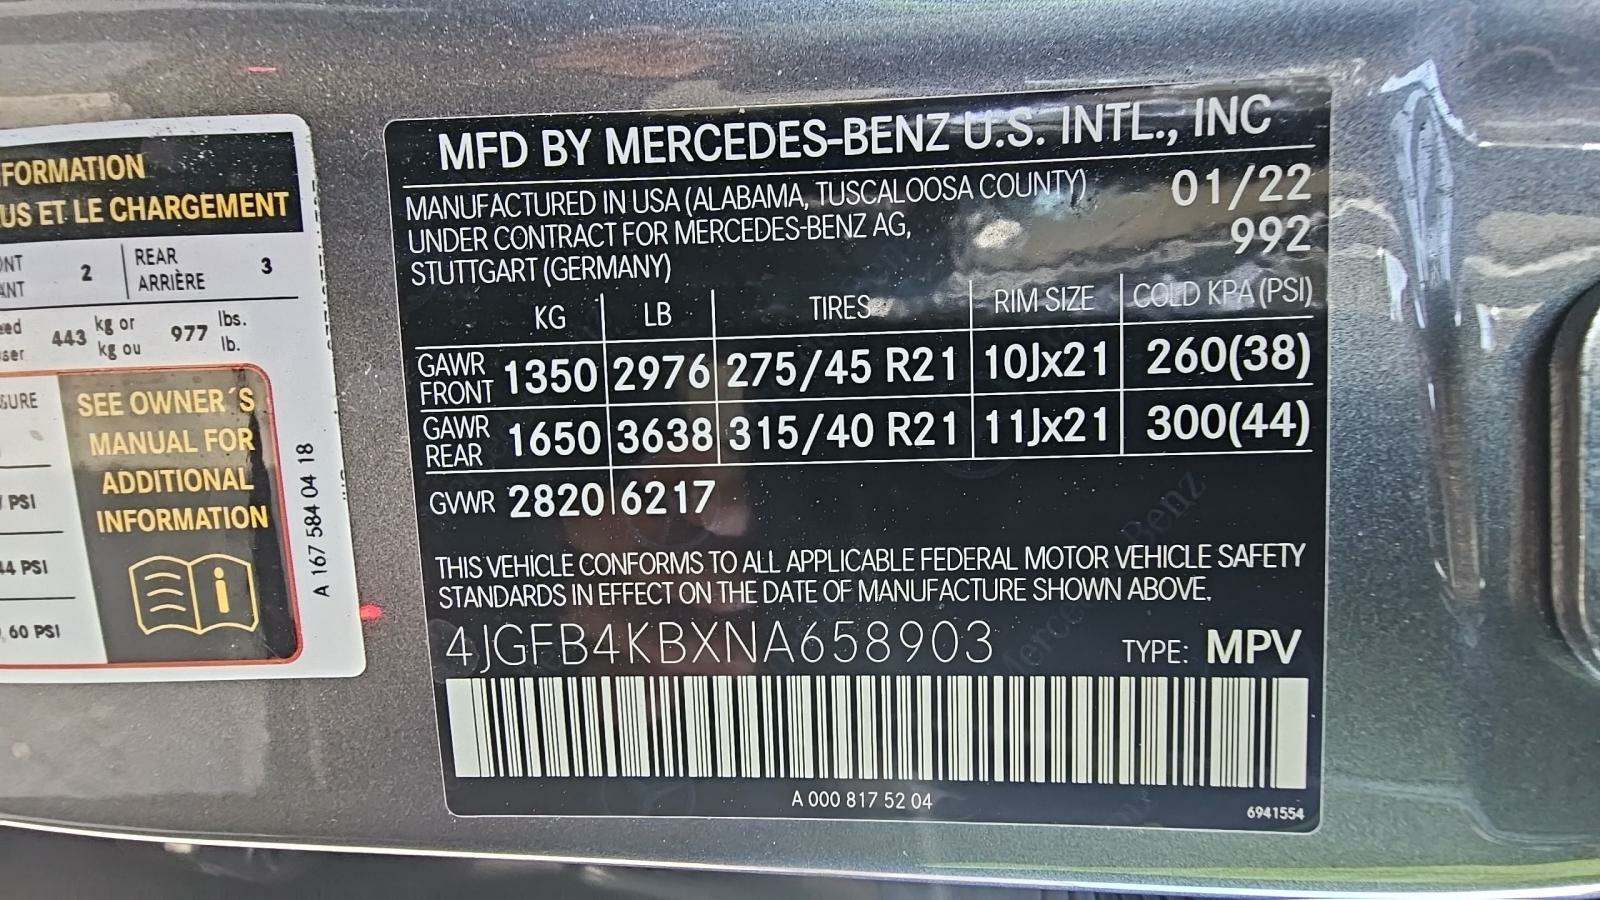 FORMATION
US ET LE CHARGEMENT
2
REAR
ARRIÈRE
3
443
kg or
kg ou
977
lbs.
lb.
SEE OWNER´S
MANUAL FOR
ADDITIONAL
INFORMATION
PSI
44 PSI
60 PSI
A 167 584 04 18
MFD BY MERCEDES-BENZ U.S. INTL., INC
MANUFACTURED IN USA (ALABAMA, TUSCALOOSA COUNTY) 01/22
UNDER CONTRACT FOR MERCEDES-BENZ AG, 992
STUTTGART (GERMANY)
KG LB TIRES RIM SIZE COLD KPA (PSI)
GAWR FRONT 1350 2976 275/45 R21 10Jx21 260(38)
GAWR REAR 1650 3638 315/40 R21 11Jx21 300(44)
GVWR 2820 6217
THIS VEHICLE CONFORMS TO ALL APPLICABLE FEDERAL MOTOR VEHICLE SAFETY
STANDARDS IN EFFECT ON THE DATE OF MANUFACTURE SHOWN ABOVE.
4JGFB4KBXNA658903 TYPE: MPV
A 000 817 52 04
6941554